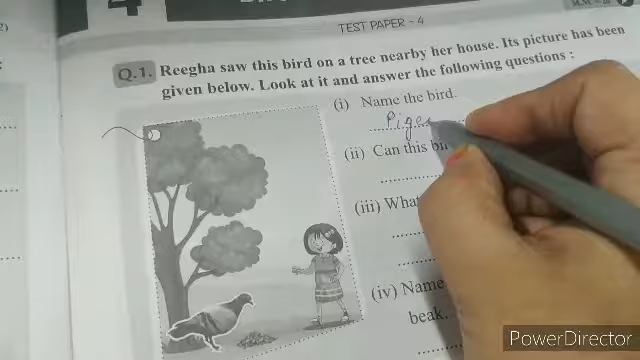 4
TEST PAPER - 4
Q.1. Reegha saw this bird on a tree nearby her house. Its picture has been
given below. Look at it and answer the following questions :
(i) Name the bird.
Pige
(ii) Can this
(iii) What
(iv) Name
beak.
PowerDirector